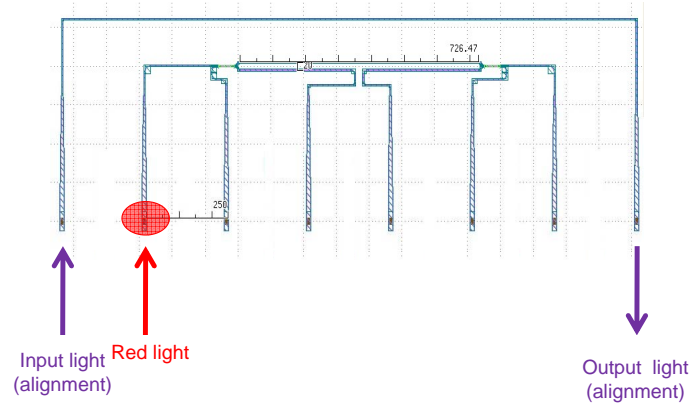 726.47
20
250
Input light
(alignment)
Red light
Output light
(alignment)